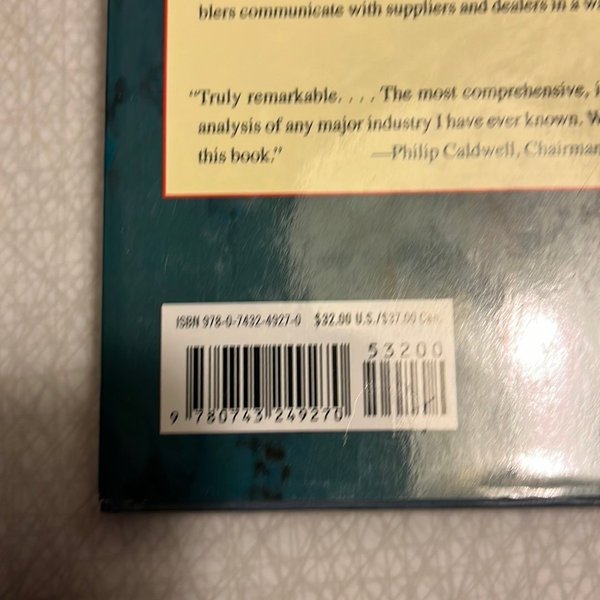 blers communicate with suppliers and dealers in a
“Truly remarkable. . . . The most comprehensive,
analysis of any major industry I have ever known.
this book.” —Philip Caldwell, Chairman
ISBN 978-0-7432-4927-0 $32.00 U.S./$37.00 Can.
53200
9 780743 249270